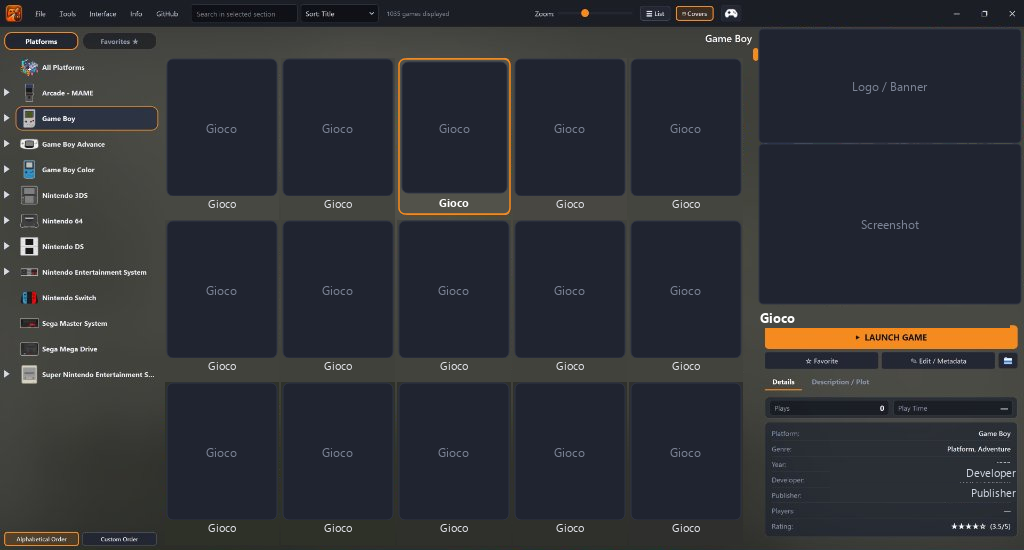 File Tools Interface Info GitHub Search in selected section Sort: Title 1035 games displayed Zoom: List Covers
Platforms Favorites ★
All Platforms
Arcade - MAME
Game Boy
Game Boy Advance
Game Boy Color
Nintendo 3DS
Nintendo 64
Nintendo DS
Nintendo Entertainment System
Nintendo Switch
Sega Master System
Sega Mega Drive
Super Nintendo Entertainment S...
Alphabetical Order Custom Order
Game Boy
Gioco Gioco Gioco Gioco Gioco
Gioco Gioco Gioco Gioco Gioco
Gioco Gioco Gioco Gioco Gioco
Gioco Gioco Gioco Gioco Gioco
Gioco Gioco Gioco Gioco Gioco
Gioco Gioco Gioco Gioco Gioco
Logo / Banner
Screenshot
Gioco
LAUNCH GAME
☆ Favorite Edit / Metadata
Details Description / Plot
Plays 0 Play Time —
Platform: Game Boy
Genre: Platform, Adventure
Year: ----
Developer: Developer
Publisher: Publisher
Players —
Rating: ★★★★☆ (3.5/5)